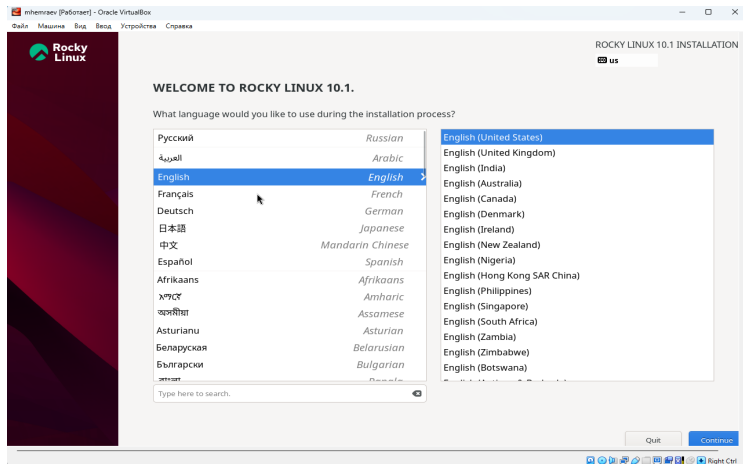 mhemraev [Работает] - Oracle VirtualBox
Файл Машина Вид Ввод Устройства Справка
Rocky
Linux
ROCKY LINUX 10.1 INSTALLATION
us
WELCOME TO ROCKY LINUX 10.1.
What language would you like to use during the installation process?
Русский Russian
العربية Arabic
English English
Français French
Deutsch German
日本語 Japanese
中文 Mandarin Chinese
Español Spanish
Afrikaans Afrikaans
አማርኛ Amharic
অসমীয়া Assamese
Asturianu Asturian
Беларуская Belarusian
Български Bulgarian
English (United States)
English (United Kingdom)
English (India)
English (Australia)
English (Canada)
English (Denmark)
English (Ireland)
English (New Zealand)
English (Nigeria)
English (Hong Kong SAR China)
English (Philippines)
English (Singapore)
English (South Africa)
English (Zambia)
English (Zimbabwe)
English (Botswana)
Type here to search.
Quit
Continue
Right Ctrl